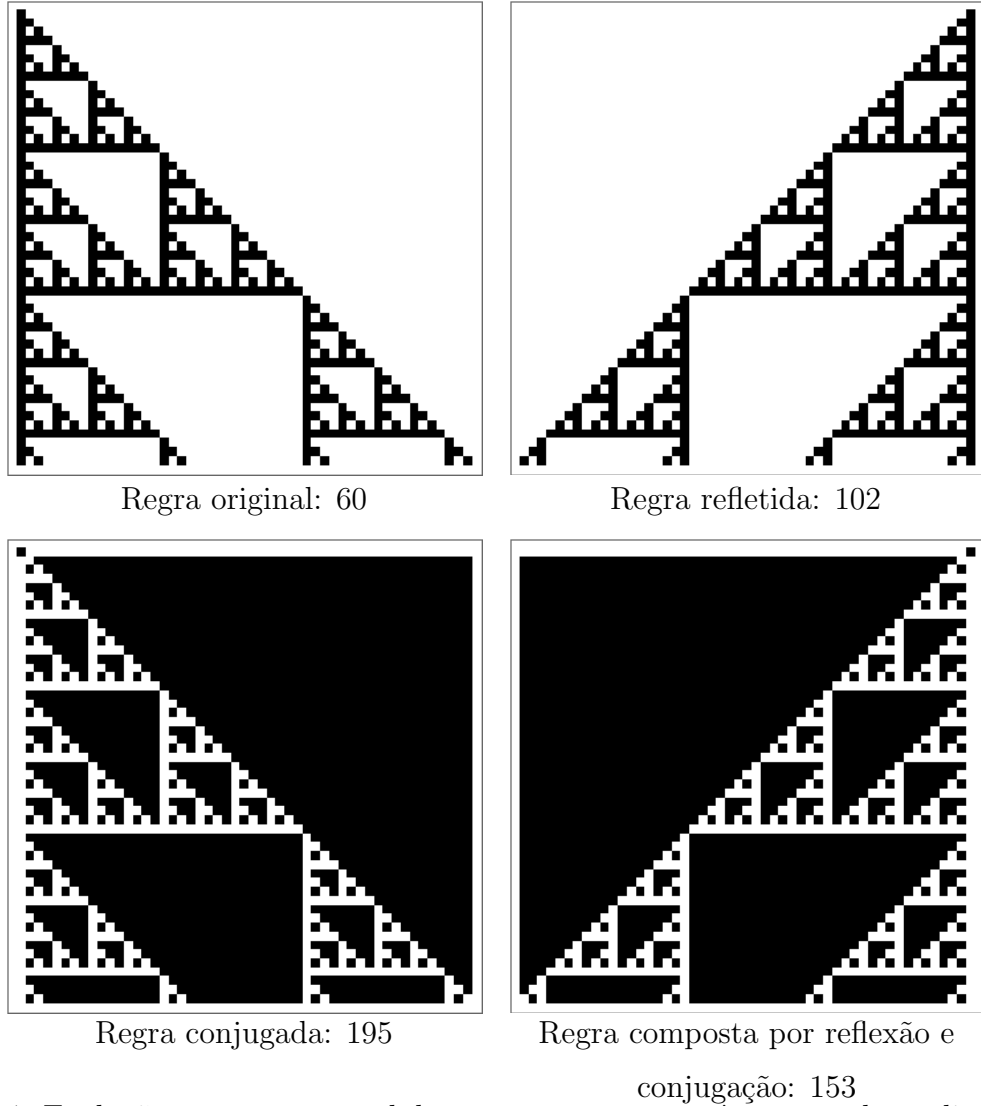 Regra original: 60
Regra refletida: 102
Regra conjugada: 195
Regra composta por reflexão e
conjugação: 153